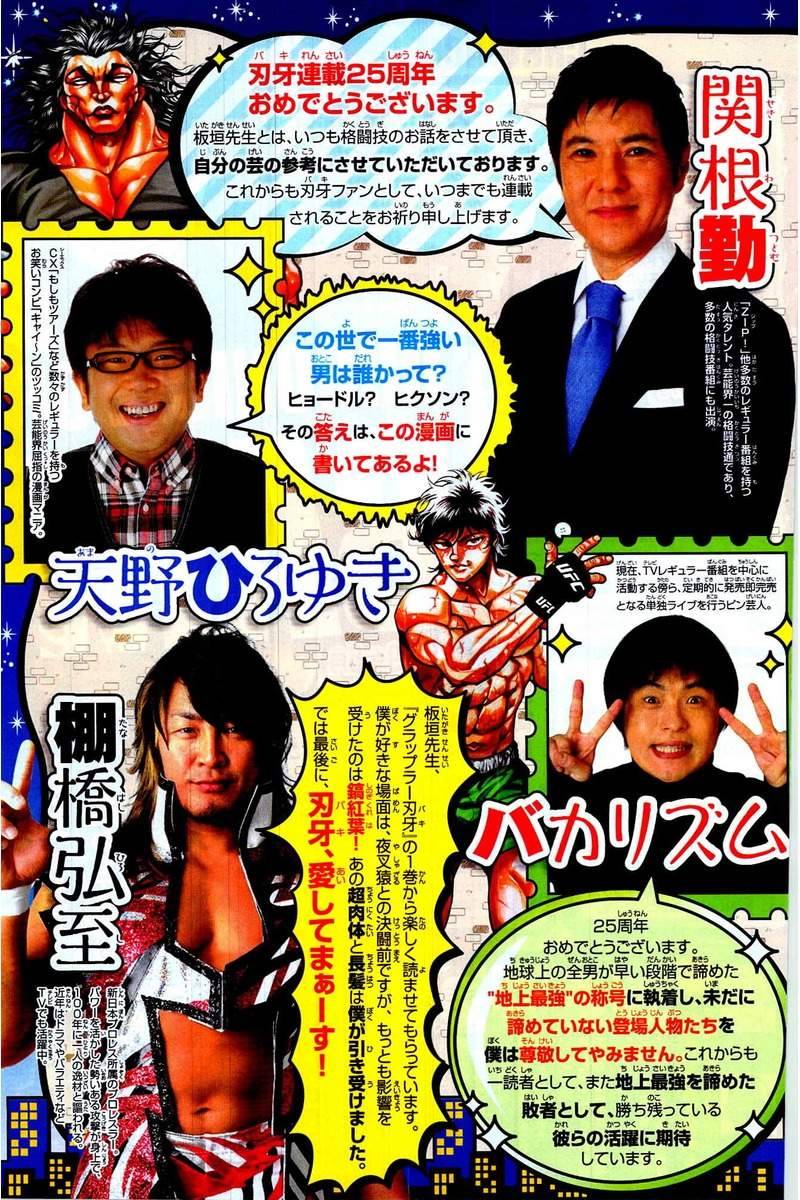 刃牙連載25周年
おめでとうございます。
板垣先生とは、いつも格闘技のお話をさせて頂き、
自分の芸の参考にさせていただいております。
これからも刃牙ファンとして、いつまでも連載
されることをお祈り申し上げます。
関根勤
「ZIP!」他多数のレギュラー番組を持つ
人気タレント。芸能界一の格闘技通であり、
多数の格闘技番組にも出演。
CX「もしもツアーズ」など数々のレギュラーを持つ
お笑いコンビ「キャイ〜ン」のツッコミ。芸能界屈指の漫画マニア。
この世で一番強い
男は誰かって?
ヒョードル? ヒクソン?
その答えは、この漫画に
書いてあるよ!
天野ひろゆき
UFC
UFC
現在、TVレギュラー番組を中心に
活動する傍ら、定期的に発売即完売
となる単独ライブを行うピン芸人。
バカリズム
25周年
おめでとうございます。
地球上の全男が早い段階で諦めた
"地上最強"の称号に執着し、未だに
諦めていない登場人物たちを
僕は尊敬してやみません。これからも
一読者として、また地上最強を諦めた
敗者として、勝ち残っている
彼らの活躍に期待
しています。
板垣先生、
『グラップラー刃牙』の1巻から楽しく読ませてもらっています。
僕が好きな場面は、夜叉猿との決闘前ですが、もっとも影響を
受けたのは鎬紅葉!あの超肉体と長髪は僕が引き受けました。
では最後に、刃牙、愛してまぁーす!
棚橋弘至
新日本プロレス所属のプロレスラー。
パワーを活かした勢いある攻撃が身上で、
100年に一人の逸材と謳われる。
近年はドラマやバラエティなど
TVでも活躍中。